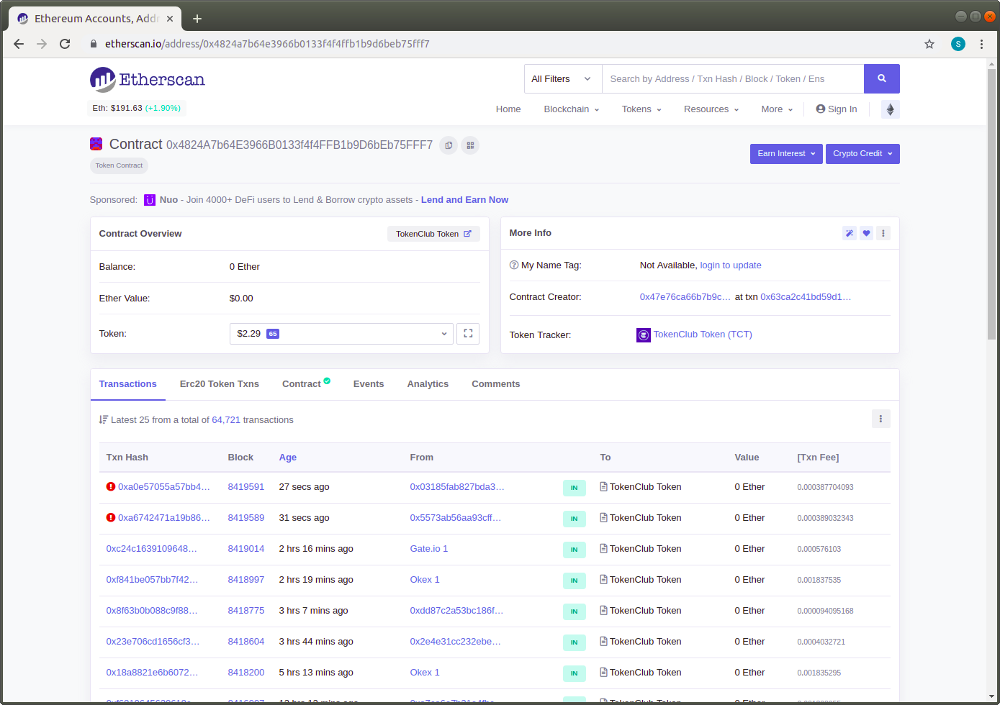 Ethereum Accounts, Addr
etherscan.io/address/0x4824a7b64e3966b0133f4f4ffb1b9d6beb75fff7
S
Etherscan
All Filters
Search by Address / Txn Hash / Block / Token / Ens
Eth: $191.63 (+1.90%)
Home Blockchain Tokens Resources More Sign In
Contract 0x4824A7b64E3966B0133f4f4FFB1b9D6bEb75FFF7
Token Contract
Earn Interest
Crypto Credit
Sponsored: Nuo - Join 4000+ DeFi users to Lend & Borrow crypto assets - Lend and Earn Now
Contract Overview
TokenClub Token
Balance: 0 Ether
Ether Value: $0.00
Token: $2.29 65
More Info
My Name Tag: Not Available, login to update
Contract Creator: 0x47e76ca66b7b9c... at txn 0x63ca2c41bd59d1...
Token Tracker: TokenClub Token (TCT)
Transactions Erc20 Token Txns Contract Events Analytics Comments
Latest 25 from a total of 64,721 transactions
Txn Hash Block Age From To Value [Txn Fee]
0xa0e57055a57bb4... 8419591 27 secs ago 0x03185fab827bda3... IN TokenClub Token 0 Ether 0.000387704093
0xa6742471a19b86... 8419589 31 secs ago 0x5573ab56aa93cff... IN TokenClub Token 0 Ether 0.000389032343
0xc24c1639109648... 8419014 2 hrs 16 mins ago Gate.io 1 IN TokenClub Token 0 Ether 0.000576103
0xf841be057bb7f42... 8418997 2 hrs 19 mins ago Okex 1 IN TokenClub Token 0 Ether 0.001837535
0x8f63b0b088c9f88... 8418775 3 hrs 7 mins ago 0xdd87c2a53bc186f... IN TokenClub Token 0 Ether 0.000094095168
0x23e706cd1656cf3... 8418604 3 hrs 44 mins ago 0x2e4e31cc232ebe... IN TokenClub Token 0 Ether 0.0004032721
0x18a8821e6b6072... 8418200 5 hrs 13 mins ago Okex 1 IN TokenClub Token 0 Ether 0.001835295
TokenClub Token 0 Ether